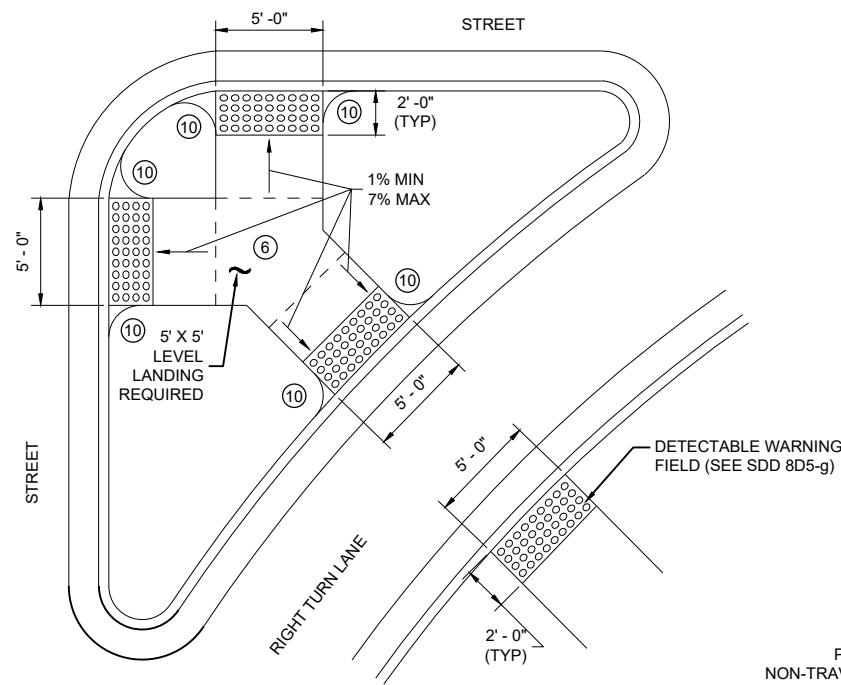 5' -0"
STREET
10
10
2' -0"
(TYP)
10
1% MIN
7% MAX
5' - 0"
6
10
10
5' X 5'
LEVEL
LANDING
REQUIRED
10
5' - 0"
STREET
5' - 0"
DETECTABLE WARNING
FIELD (SEE SDD 8D5-g)
RIGHT TURN LANE
2' - 0"
(TYP)
NON-TRAV